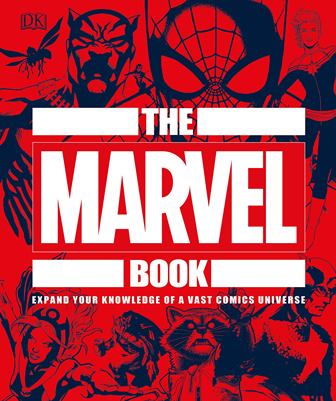 DK
THE
MARVEL
BOOK
EXPAND YOUR KNOWLEDGE OF A VAST COMICS UNIVERSE